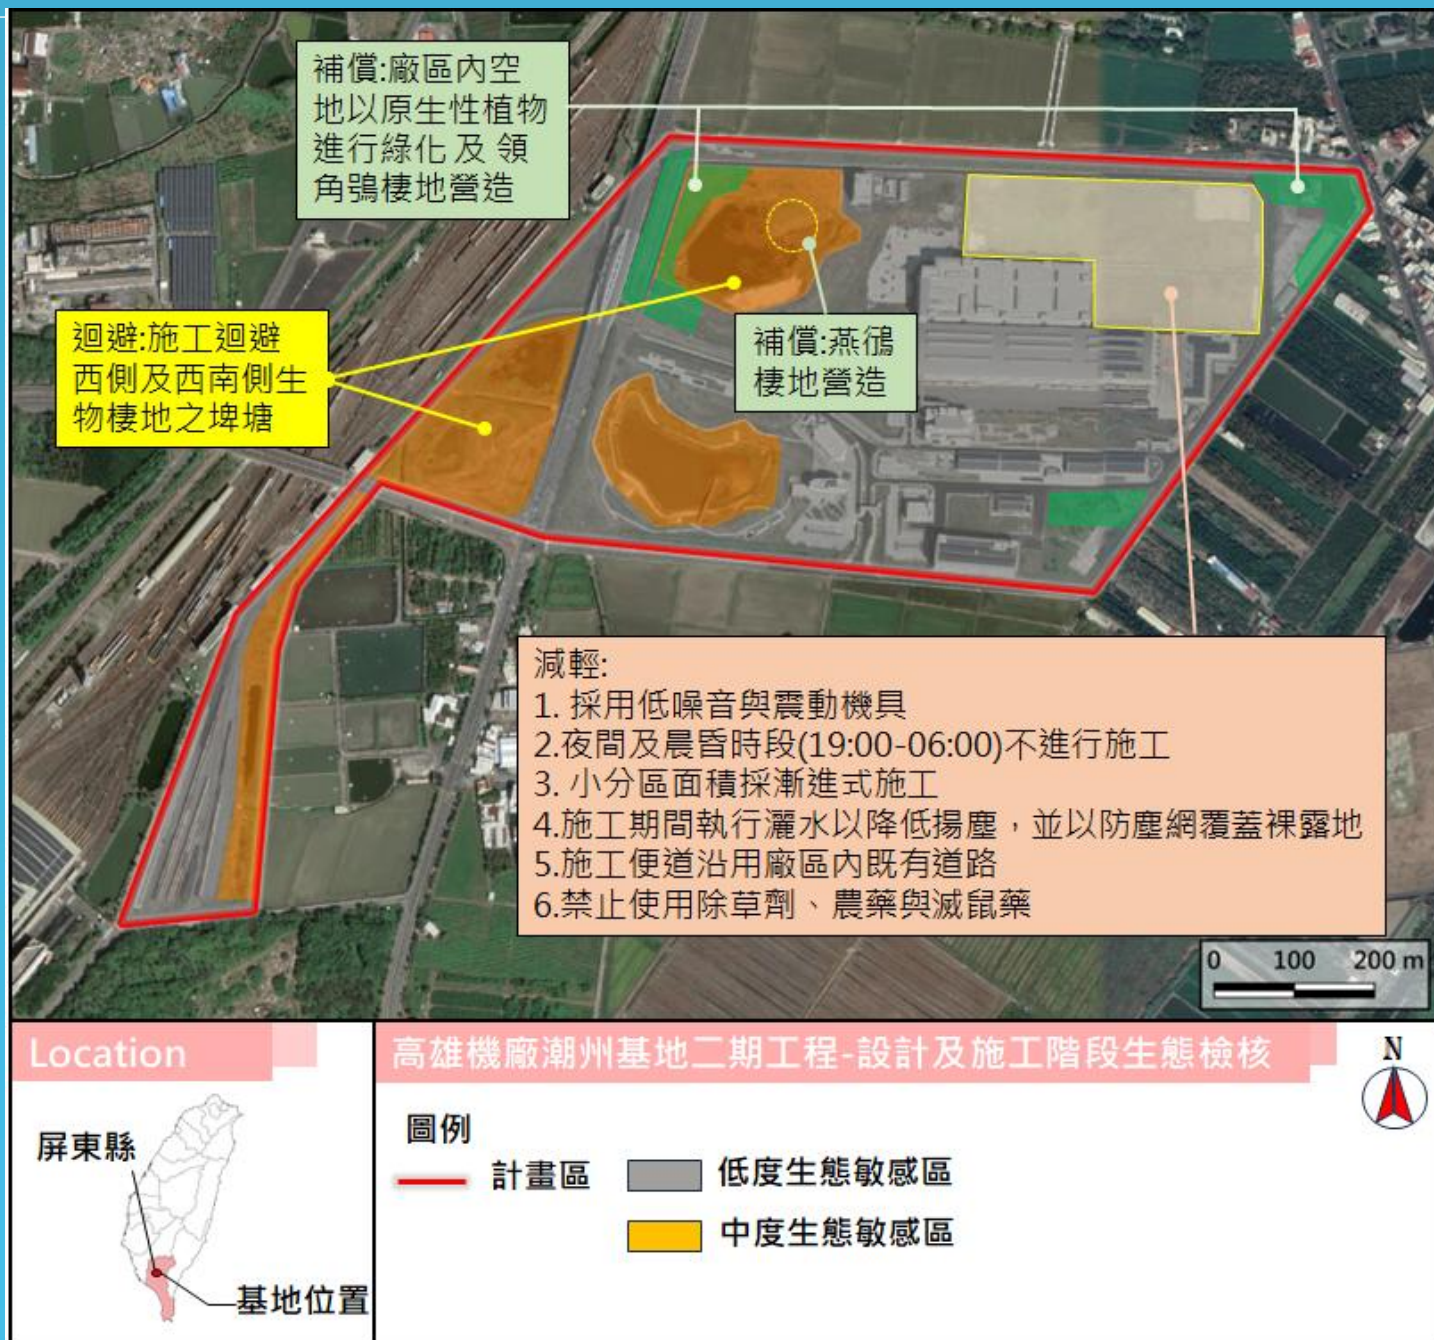 補償:廠區內空
地以原生性植物
進行綠化 及 領
角鴞棲地營造
迴避:施工迴避
西側及西南側生
物棲地之埤塘
補償:燕鴴
棲地營造
減輕:
1. 採用低噪音與震動機具
2.夜間及晨昏時段(19:00-06:00)不進行施工
3. 小分區面積採漸進式施工
4.施工期間執行灑水以降低揚塵，並以防塵網覆蓋裸露地
5.施工便道沿用廠區內既有道路
6.禁止使用除草劑、農藥與滅鼠藥
0 100 200 m
Location
高雄機廠潮州基地二期工程-設計及施工階段生態檢核
N
屏東縣
基地位置
圖例
計畫區
低度生態敏感區
中度生態敏感區